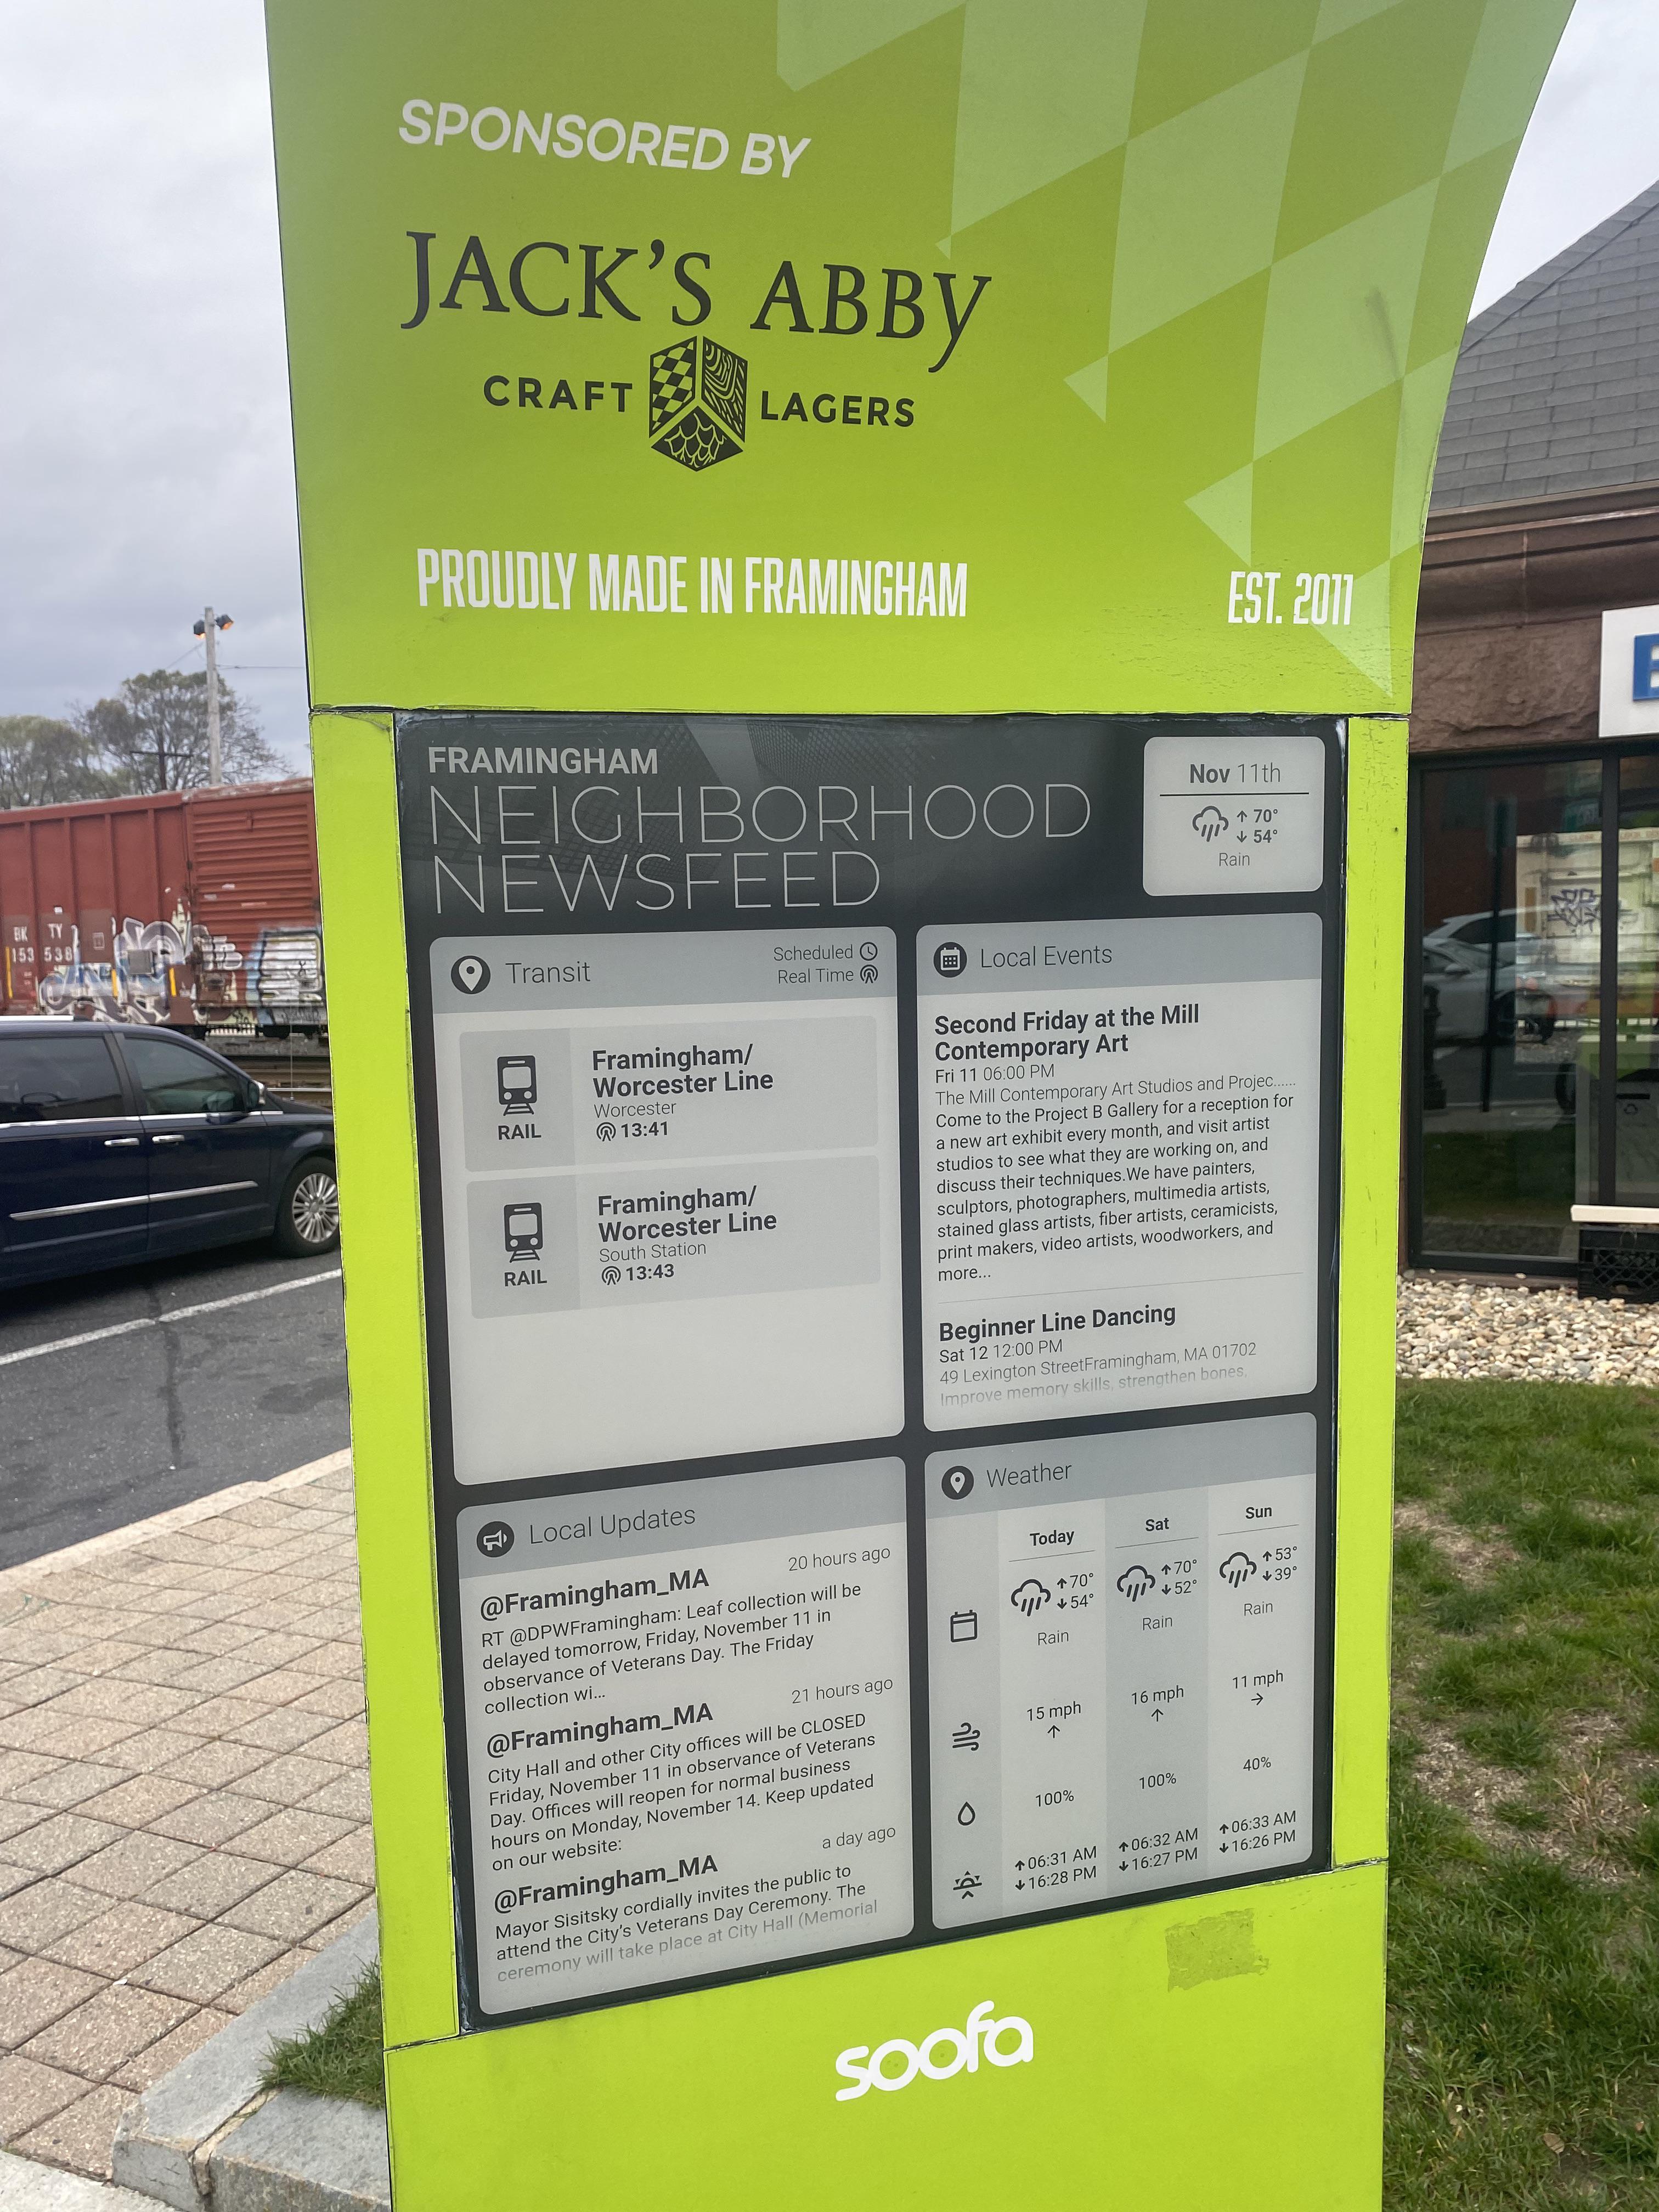 SPONSORED BY
JACK'S ABBY
CRAFT LAGERS
PROUDLY MADE IN FRAMINGHAM
EST. 2011
FRAMINGHAM
NEIGHBORHOOD
NEWSFEED
Nov 11th
↑ 70°
↓ 54°
Rain
Transit
Scheduled
Real Time
Framingham/
Worcester Line
Worcester
13:41
RAIL
Framingham/
Worcester Line
South Station
13:43
RAIL
Local Events
Second Friday at the Mill
Contemporary Art
Fri 11 06:00 PM
The Mill Contemporary Art Studios and Projec......
Come to the Project B Gallery for a reception for
a new art exhibit every month, and visit artist
studios to see what they are working on, and
discuss their techniques.We have painters,
sculptors, photographers, multimedia artists,
stained glass artists, fiber artists, ceramicists,
print makers, video artists, woodworkers, and
more...
Beginner Line Dancing
Sat 12 12:00 PM
49 Lexington StreetFramingham, MA 01702
Improve memory skills, strengthen bones,
Local Updates
20 hours ago
@Framingham_MA
RT @DPWFramingham: Leaf collection will be
delayed tomorrow, Friday, November 11 in
observance of Veterans Day. The Friday
collection wi...
21 hours ago
@Framingham_MA
City Hall and other City offices will be CLOSED
Friday, November 11 in observance of Veterans
Day. Offices will reopen for normal business
hours on Monday, November 14. Keep updated
on our website:
a day ago
@Framingham_MA
Mayor Sisitsky cordially invites the public to
attend the City's Veterans Day Ceremony. The
ceremony will take place at City Hall (Memorial
Weather
Today Sat Sun
↑70° ↑70° ↑53°
↓54° ↓52° ↓39°
Rain Rain Rain
15 mph 16 mph 11 mph
↑ ↑ →
100% 100% 40%
↑06:31 AM ↑06:32 AM ↑06:33 AM
↓16:28 PM ↓16:27 PM ↓16:26 PM
soofa
BK TY
153 538